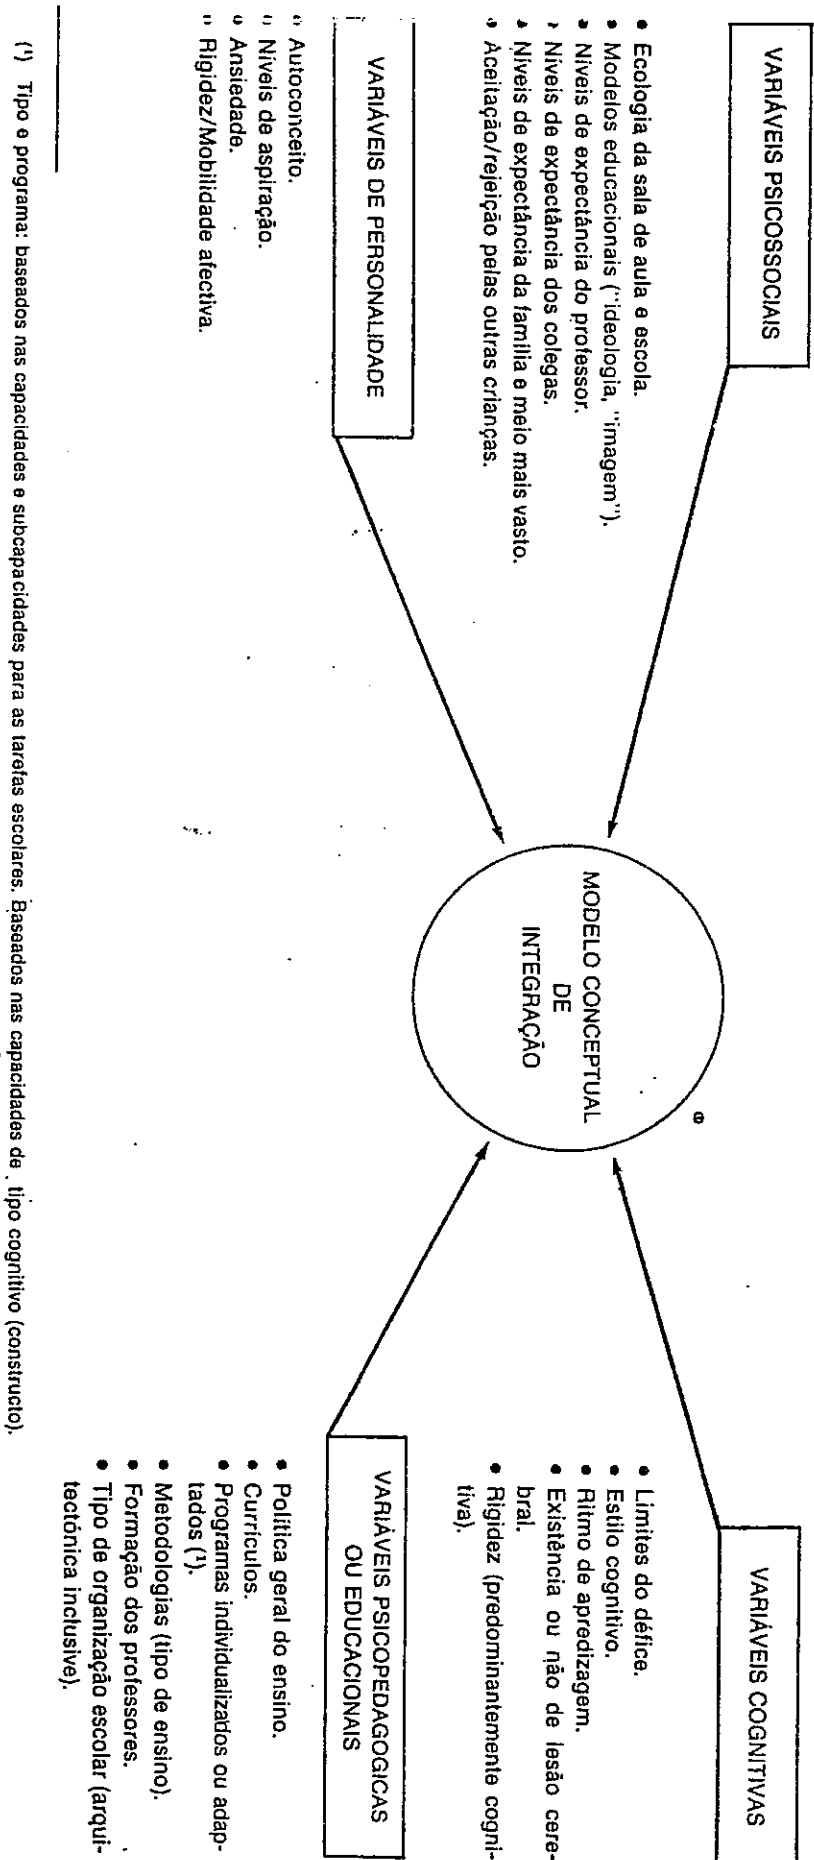 VARIÁVEIS PSICOSSOCIAIS
• Ecologia da sala de aula e escola.
• Modelos educacionais ("ideologia, "imagem").
• Níveis de expectância do professor.
• Níveis de expectância dos colegas.
• Níveis de expectância da família e meio mais vasto.
• Aceitação/rejeição pelas outras crianças.
VARIÁVEIS COGNITIVAS
• Limites do défice.
• Estilo cognitivo.
• Ritmo de apredizagem.
• Existência ou não de lesão cere-
bral.
• Rigidez (predominantemente cogni-
tiva).
MODELO CONCEPTUAL
DE
INTEGRAÇÃO
VARIÁVEIS DE PERSONALIDADE
• Autoconceito.
• Níveis de aspiração.
• Ansiedade.
• Rigidez/Mobilidade afectiva.
VARIÁVEIS PSICOPEDAGOGICAS
OU EDUCACIONAIS
• Política geral do ensino.
• Currículos.
• Programas individualizados ou adap-
tados (¹).
• Metodologias (tipo de ensino).
• Formação dos professores.
• Tipo de organização escolar (arqui-
tectónica inclusive).
(¹) Tipo e programa: baseados nas capacidades e subcapacidades para as tarefas escolares. Baseados nas capacidades de tipo cognitivo (constructo).